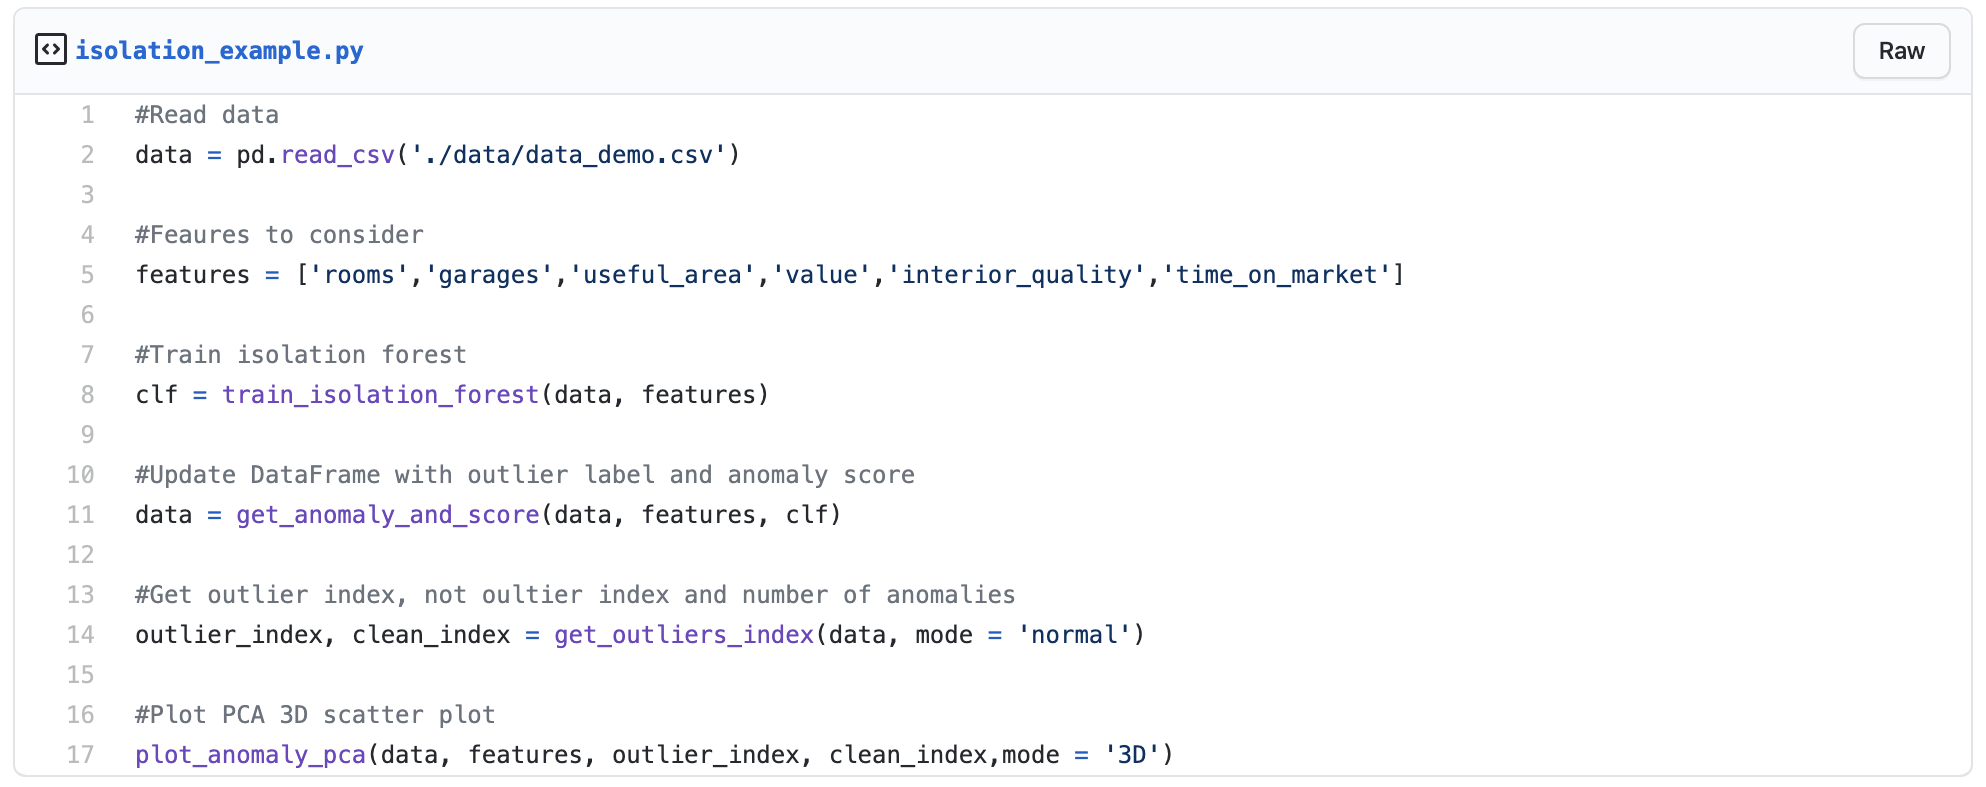 isolation_example.py
Raw
1 #Read data
2 data = pd.read_csv('./data/data_demo.csv')
3
4 #Feaures to consider
5 features = ['rooms','garages','useful_area','value','interior_quality','time_on_market']
6
7 #Train isolation forest
8 clf = train_isolation_forest(data, features)
9
10 #Update DataFrame with outlier label and anomaly score
11 data = get_anomaly_and_score(data, features, clf)
12
13 #Get outlier index, not oultier index and number of anomalies
14 outlier_index, clean_index = get_outliers_index(data, mode = 'normal')
15
16 #Plot PCA 3D scatter plot
17 plot_anomaly_pca(data, features, outlier_index, clean_index,mode = '3D')